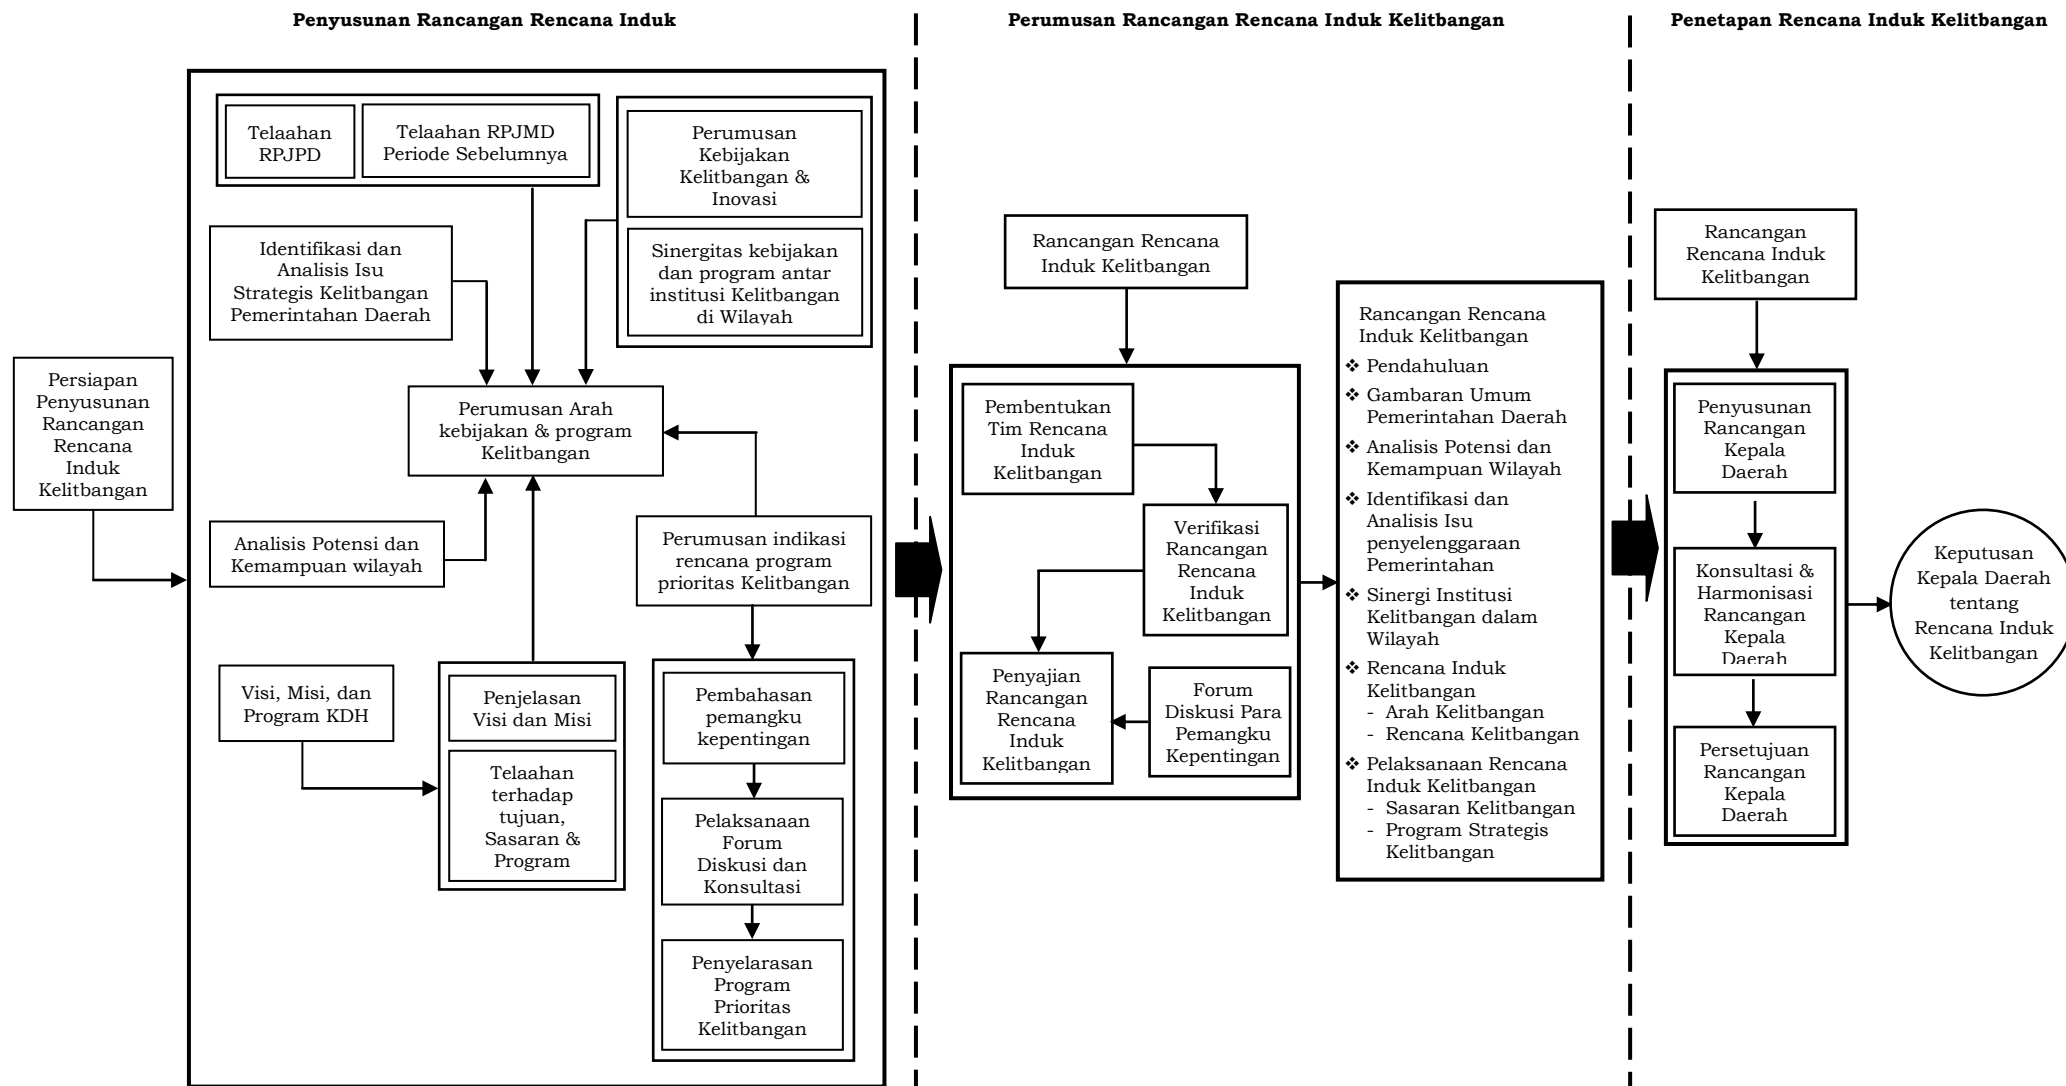 Penyusunan Rancangan Rencana Induk
Telaahan
RPJPD
Telaahan RPJMD
Periode Sebelumnya
Perumusan
Kebijakan
Kelitbangan &
Inovasi
Sinergitas kebijakan
dan program antar
institusi Kelitbangan
di Wilayah
Identifikasi dan
Analisis Isu
Strategis Kelitbangan
Pemerintahan Daerah
Persiapan
Penyusunan
Rancangan
Rencana
Induk
Kelitbangan
Perumusan Arah
kebijakan & program
Kelitbangan
Analisis Potensi dan
Kemampuan wilayah
Perumusan indikasi
rencana program
prioritas Kelitbangan
Visi, Misi, dan
Program KDH
Penjelasan
Visi dan Misi
Telaahan
terhadap
tujuan,
Sasaran &
Program
Pembahasan
pemangku
kepentingan
Pelaksanaan
Forum
Diskusi dan
Konsultasi
Penyelarasan
Program
Prioritas
Kelitbangan
Perumusan Rancangan Rencana Induk Kelitbangan
Rancangan Rencana
Induk Kelitbangan
Pembentukan
Tim Rencana
Induk
Kelitbangan
Verifikasi
Rancangan
Rencana
Induk
Kelitbangan
Penyajian
Rancangan
Rencana
Induk
Kelitbangan
Forum
Diskusi Para
Pemangku
Kepentingan
Rancangan Rencana
Induk Kelitbangan
❖ Pendahuluan
❖ Gambaran Umum
Pemerintahan Daerah
❖ Analisis Potensi dan
Kemampuan Wilayah
❖ Identifikasi dan
Analisis Isu
penyelenggaraan
Pemerintahan
❖ Sinergi Institusi
Kelitbangan dalam
Wilayah
❖ Rencana Induk
Kelitbangan
- Arah Kelitbangan
- Rencana Kelitbangan
❖ Pelaksanaan Rencana
Induk Kelitbangan
- Sasaran Kelitbangan
- Program Strategis
Kelitbangan
Penetapan Rencana Induk Kelitbangan
Rancangan
Rencana Induk
Kelitbangan
Penyusunan
Rancangan
Kepala
Daerah
Konsultasi &
Harmonisasi
Rancangan
Kepala
Daerah
Persetujuan
Rancangan
Kepala
Daerah
Keputusan
Kepala Daerah
tentang
Rencana Induk
Kelitbangan